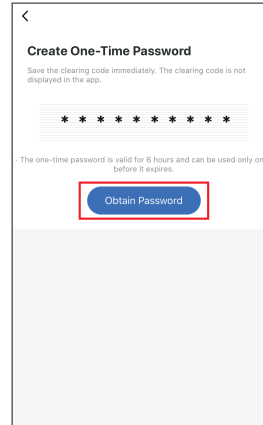 Create One-Time Password
Save the clearing code immediately. The clearing code is not
displayed in the app.
* * * * * * * * * *
· The one-time password is valid for 6 hours and can be used only on
before it expires.
Obtain Password